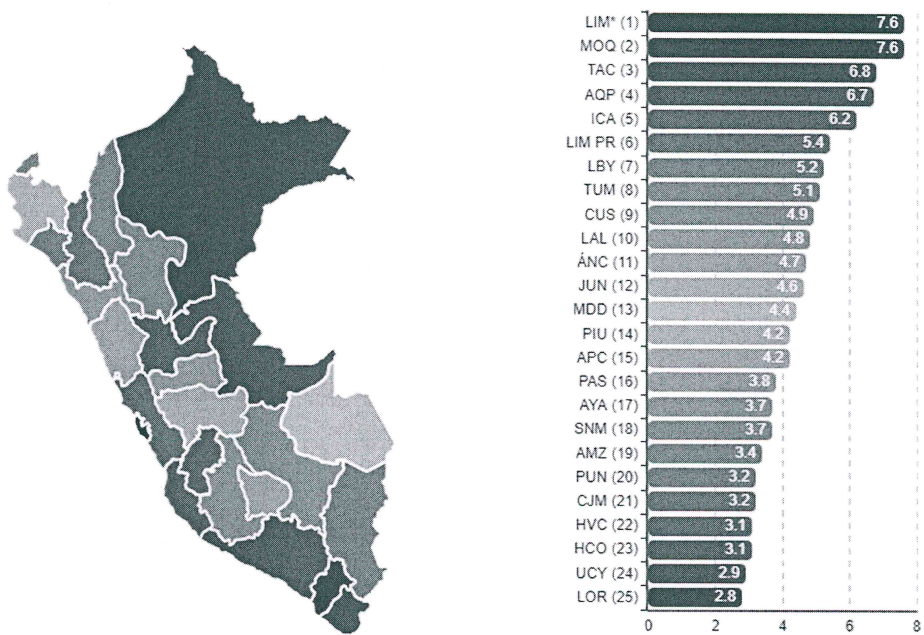 LIM* (1) 7.6
MOQ (2) 7.6
TAC (3) 6.8
AQP (4) 6.7
ICA (5) 6.2
LIM PR (6) 5.4
LBY (7) 5.2
TUM (8) 5.1
CUS (9) 4.9
LAL (10) 4.8
ÁNC (11) 4.7
JUN (12) 4.6
MDD (13) 4.4
PIU (14) 4.2
APC (15) 4.2
PAS (16) 3.8
AYA (17) 3.7
SNM (18) 3.7
AMZ (19) 3.4
PUN (20) 3.2
CJM (21) 3.2
HVC (22) 3.1
HCO (23) 3.1
UCY (24) 2.9
LOR (25) 2.8
0 2 4 6 8